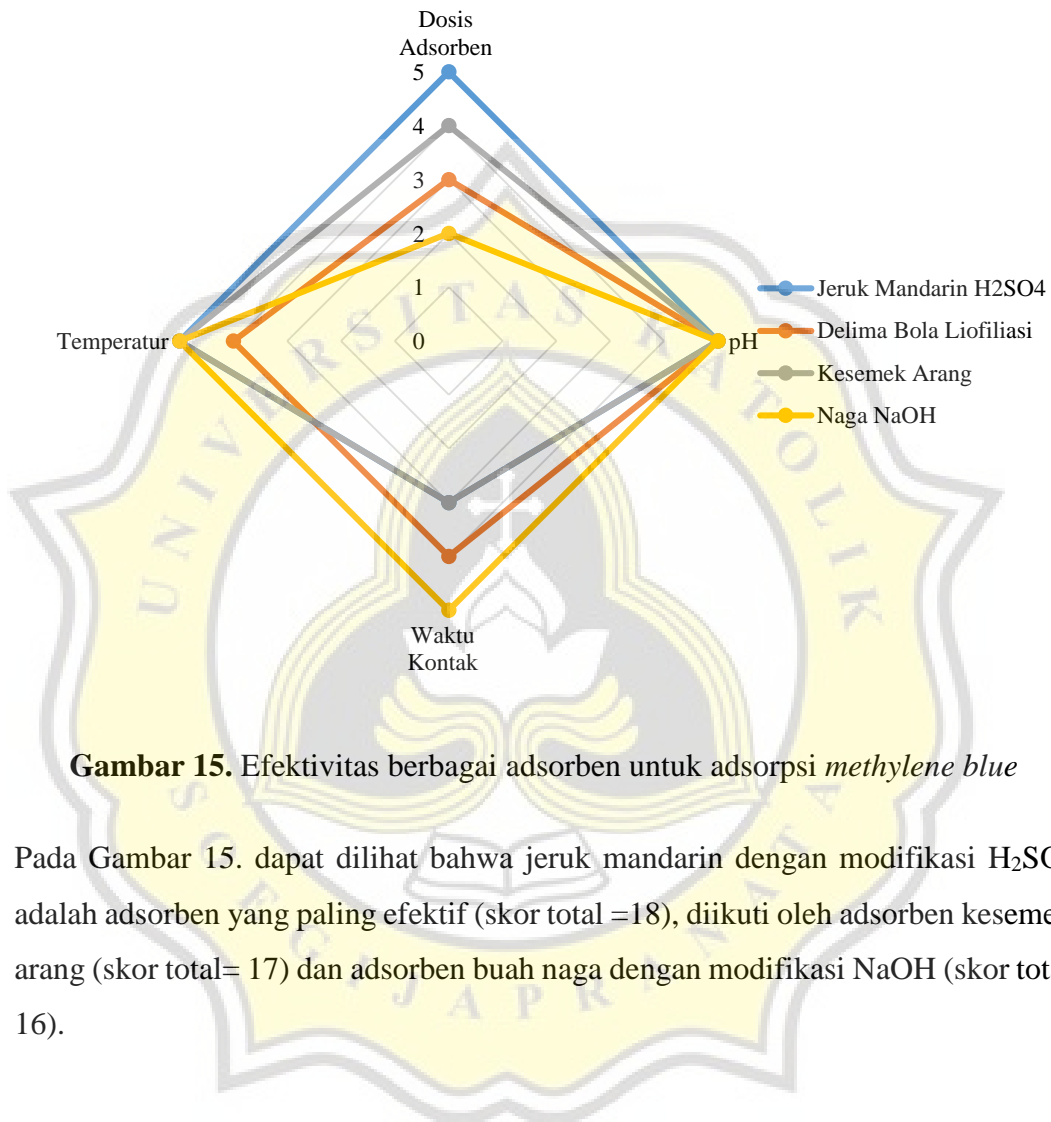 Dosis
Adsorben
5
4
3
2
1
0
Temperatur
pH
Waktu
Kontak
Jeruk Mandarin H2SO4
Delima Bola Liofiliasi
Kesemek Arang
Naga NaOH
UNIVERSITAS KATOLIK
SOEGIJAPRANATA
Gambar 15. Efektivitas berbagai adsorben untuk adsorpsi methylene blue
Pada Gambar 15. dapat dilihat bahwa jeruk mandarin dengan modifikasi H₂SO
adalah adsorben yang paling efektif (skor total =18), diikuti oleh adsorben keseme
arang (skor total= 17) dan adsorben buah naga dengan modifikasi NaOH (skor tot
16).